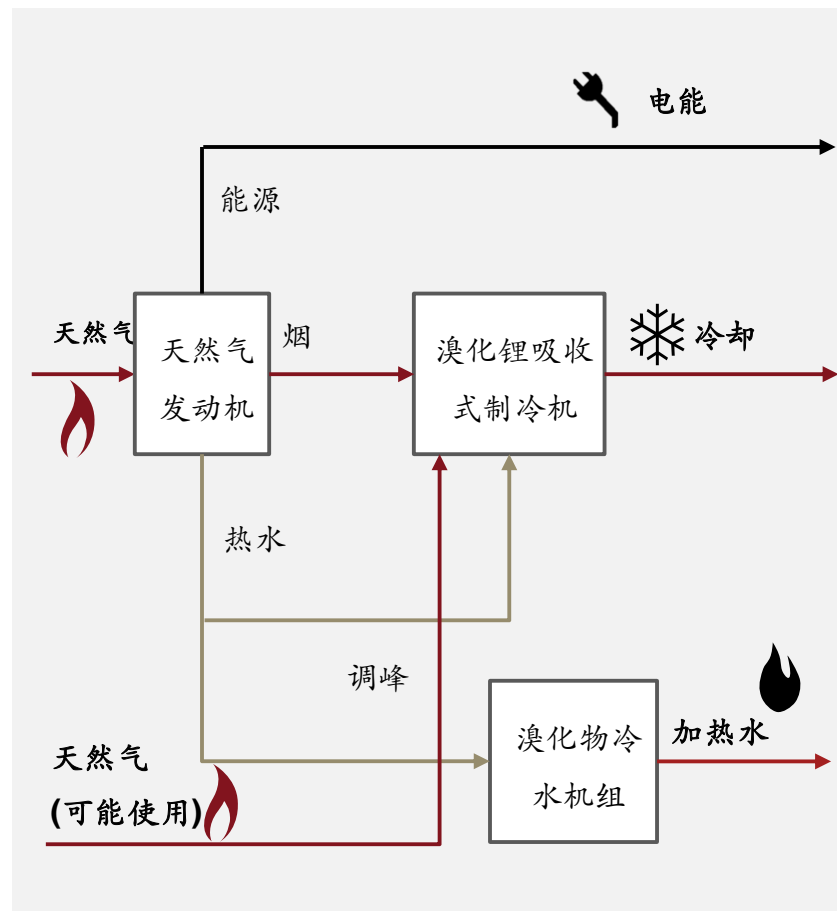 电能
能源
天然气
烟
天然气
发动机
溴化锂吸收
式制冷机
冷却
热水
调峰
溴化物冷
水机组
加热水
天然气
(可能使用)